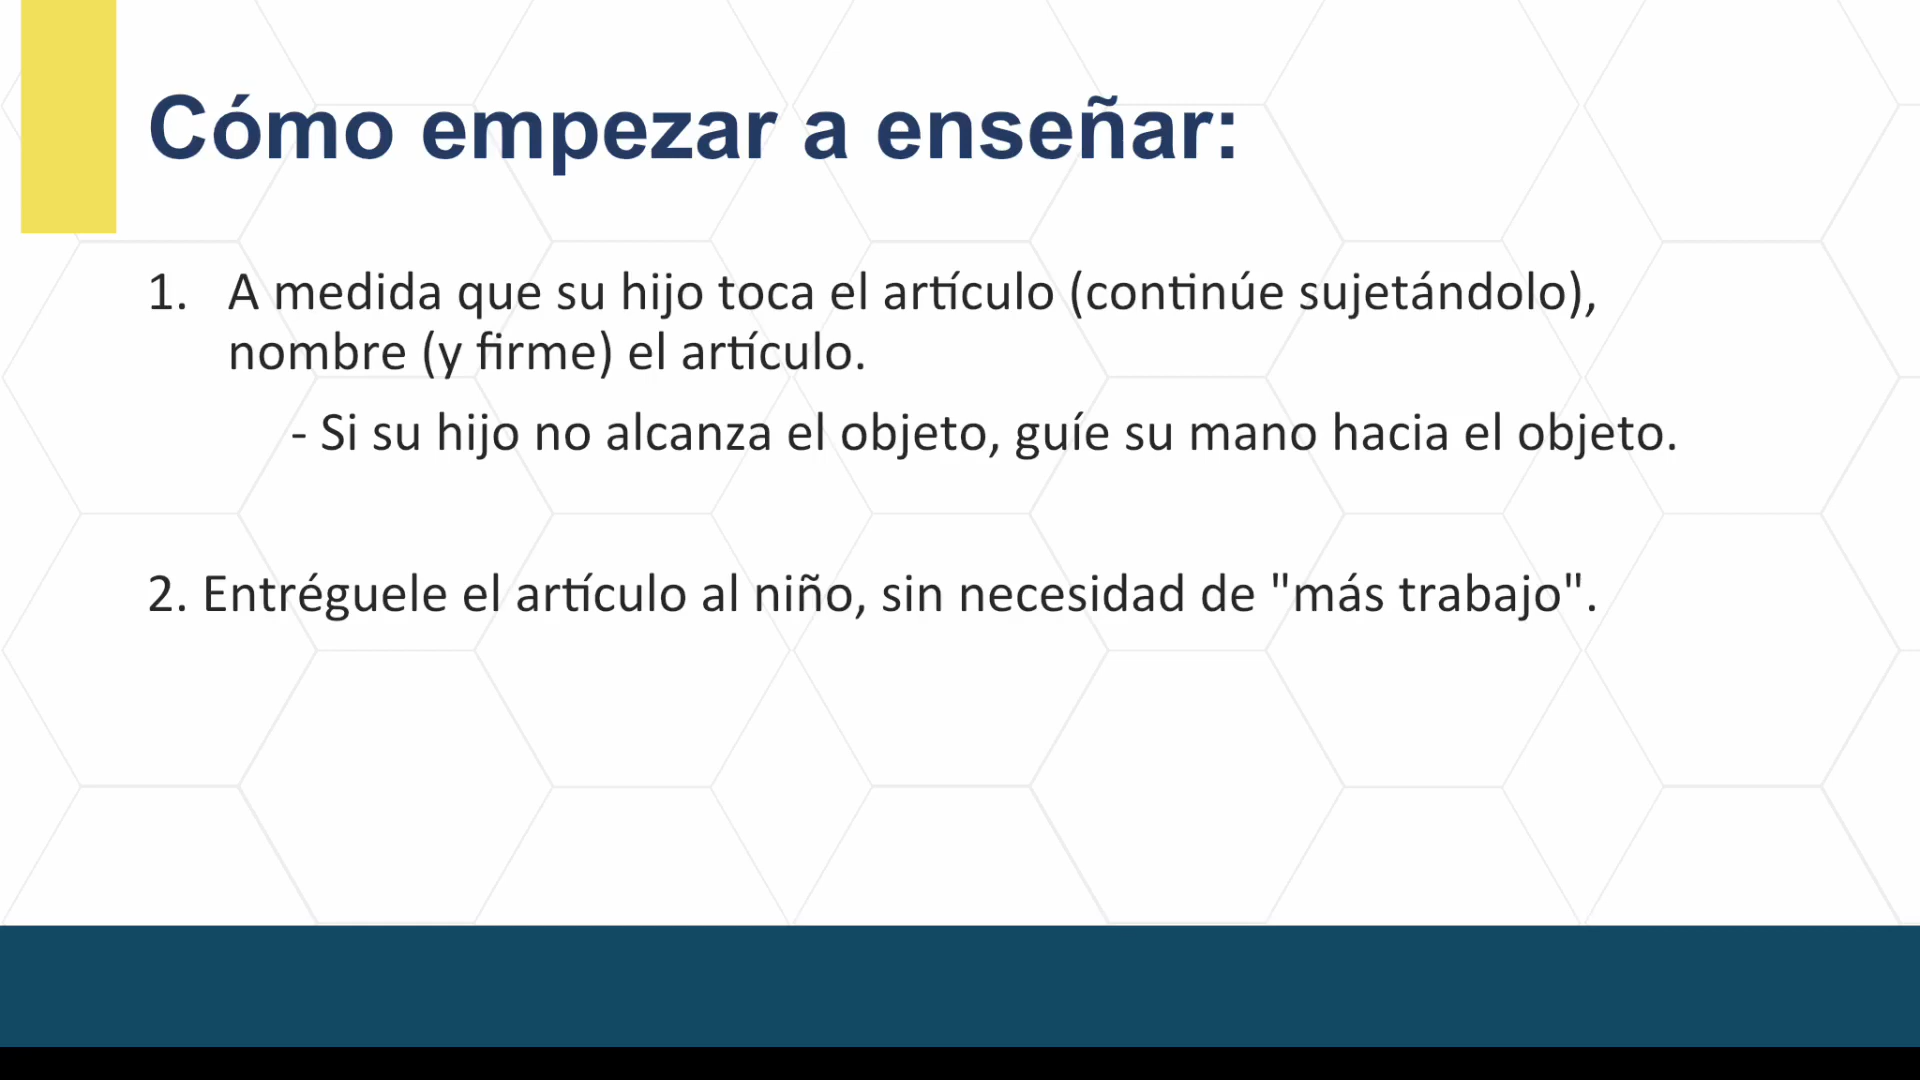 Cómo empezar a enseñar:
1. A medida que su hijo toca el artículo (continúe sujetándolo),
nombre (y firme) el artículo.
- Si su hijo no alcanza el objeto, guíe su mano hacia el objeto.
2. Entréguele el artículo al niño, sin necesidad de "más trabajo".